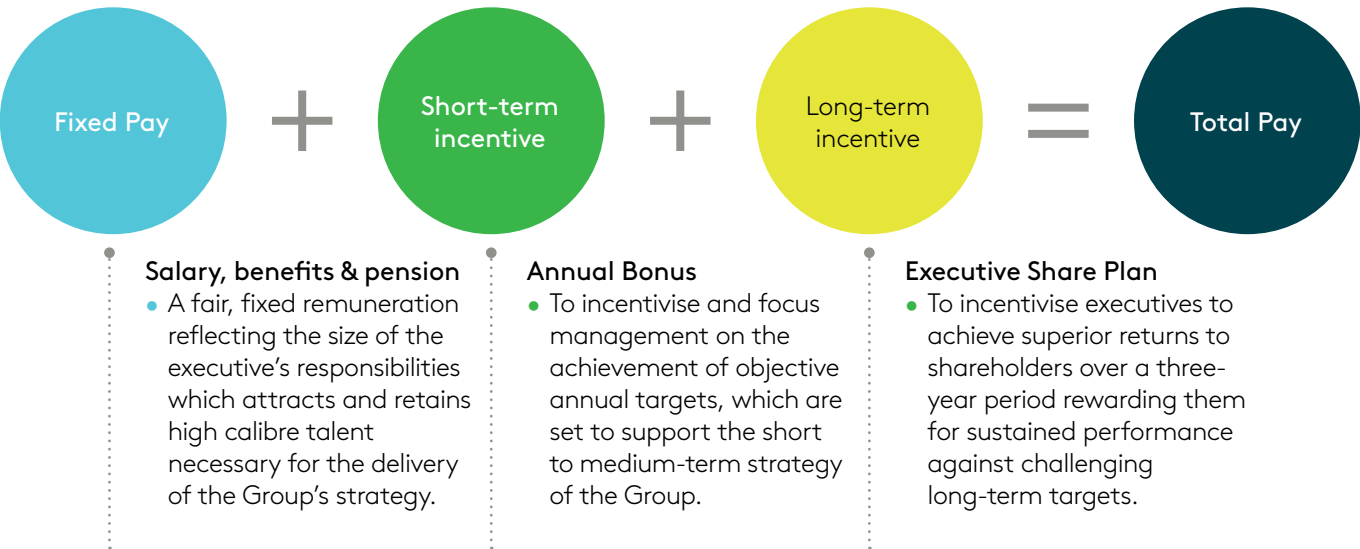 Fixed Pay
+
Short-term
incentive
+
Long-term
incentive
=
Total Pay
Salary, benefits & pension
• A fair, fixed remuneration
reflecting the size of the
executive’s responsibilities
which attracts and retains
high calibre talent
necessary for the delivery
of the Group’s strategy.
Annual Bonus
• To incentivise and focus
management on the
achievement of objective
annual targets, which are
set to support the short
to medium-term strategy
of the Group.
Executive Share Plan
• To incentivise executives to
achieve superior returns to
shareholders over a three-
year period rewarding them
for sustained performance
against challenging
long-term targets.